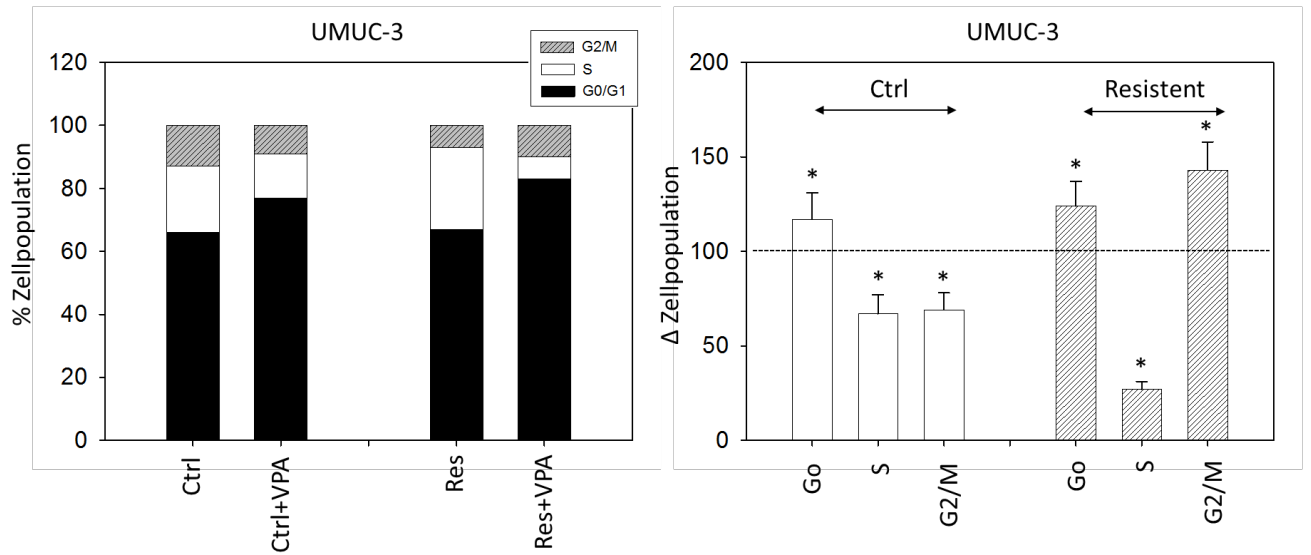 UMUC-3
G2/M
S
G0/G1
120
100
80
60
40
20
0
% Zellpopulation
Ctrl
Ctrl+VPA
Res
Res+VPA
UMUC-3
200
150
100
50
0
Δ Zellpopulation
Ctrl
Resistent
*
*
*
*
*
*
Go
S
G2/M
Go
S
G2/M